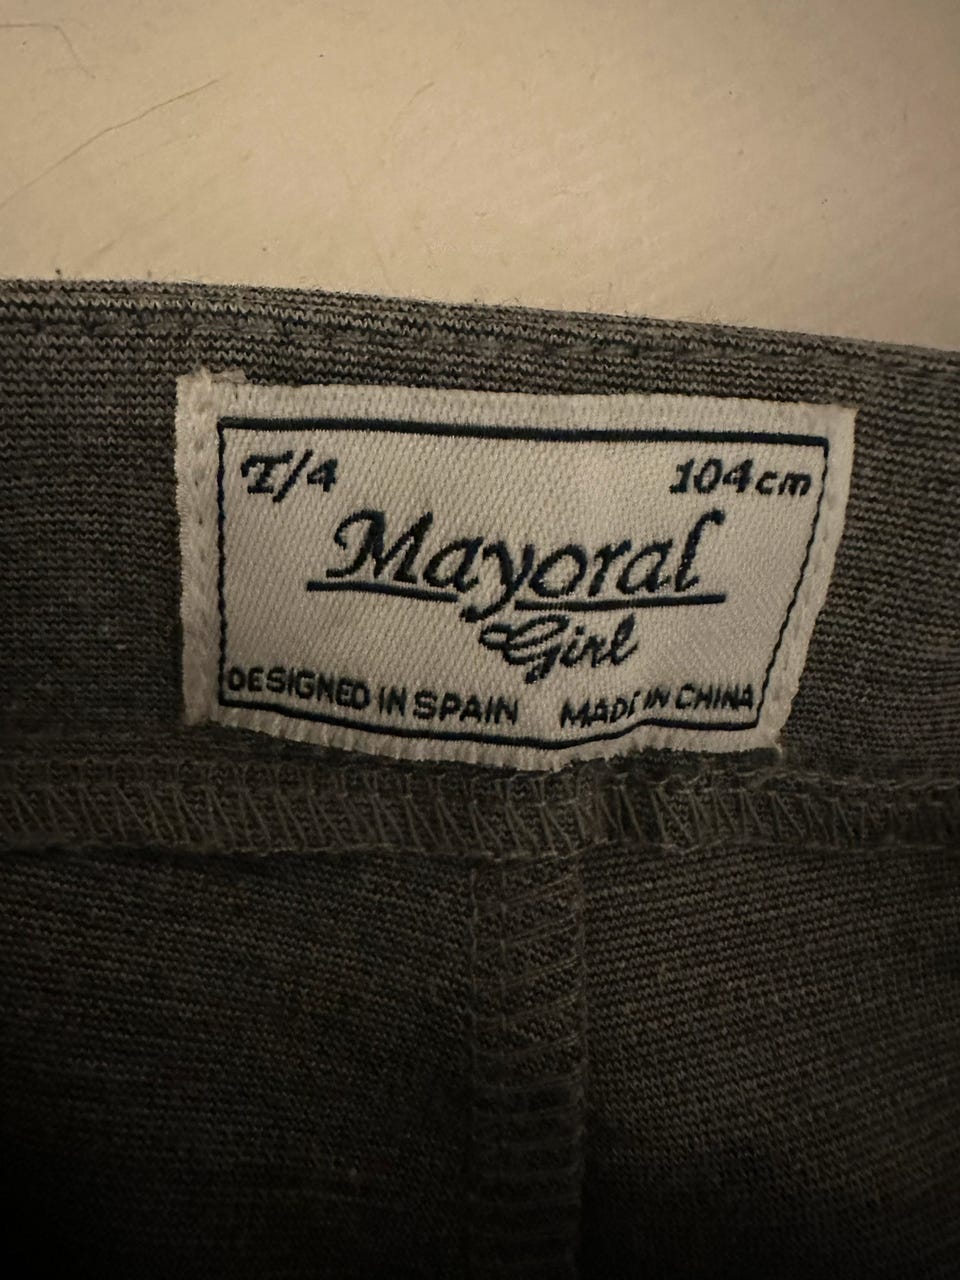 T/4 104cm
Mayoral
Girl
DESIGNED IN SPAIN MADE IN CHINA